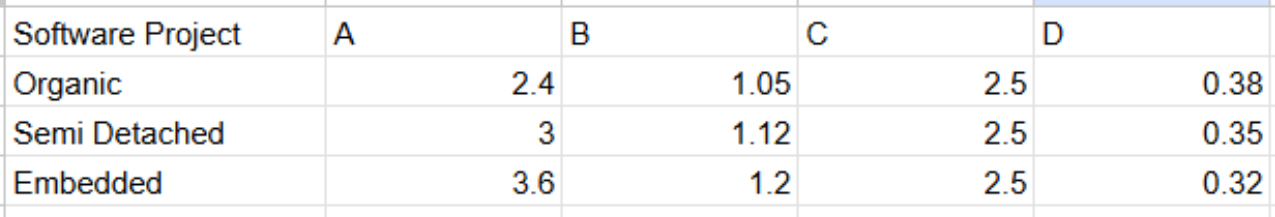 Software Project A B C D
Organic 2.4 1.05 2.5 0.38
Semi Detached 3 1.12 2.5 0.35
Embedded 3.6 1.2 2.5 0.32